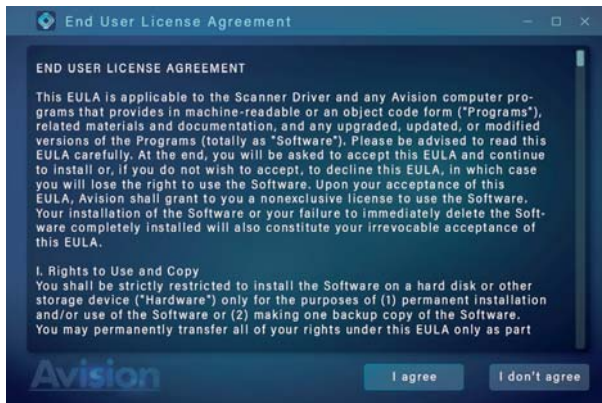 End User License Agreement
END USER LICENSE AGREEMENT
This EULA is applicable to the Scanner Driver and any Avision computer pro-
grams that provides in machine-readable or an object code form ("Programs"),
related materials and documentation, and any upgraded, updated, or modified
versions of the Programs (totally as "Software"). Please be advised to read this
EULA carefully. At the end, you will be asked to accept this EULA and continue
to install or, if you do not wish to accept, to decline this EULA, in which case
you will lose the right to use the Software. Upon your acceptance of this
EULA, Avision shall grant to you a nonexclusive license to use the Software.
Your installation of the Software or your failure to immediately delete the Soft-
ware completely installed will also constitute your irrevocable acceptance of
this EULA.
I. Rights to Use and Copy
You shall be strictly restricted to install the Software on a hard disk or other
storage device ("Hardware") only for the purposes of (1) permanent installation
and/or use of the Software or (2) making one backup copy of the Software.
You may permanently transfer all of your rights under this EULA only as part
Avision
I agree
I don't agree